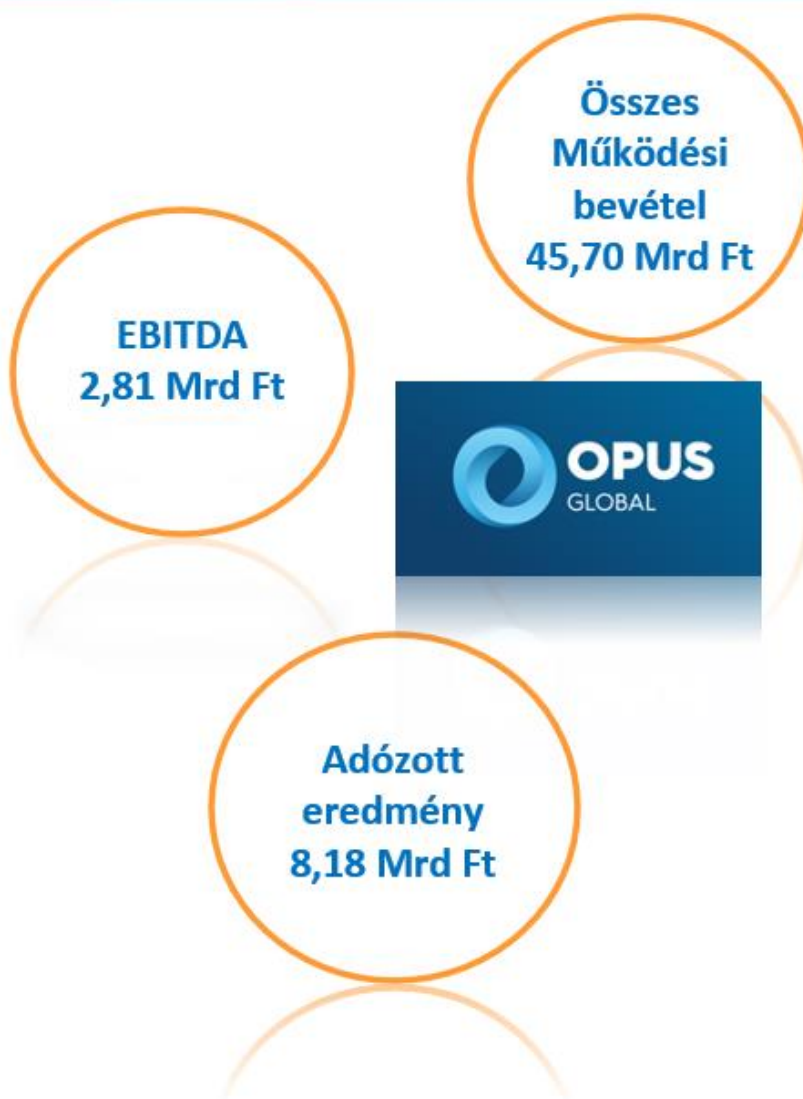 Összes
Működési
bevétel
45,70 Mrd Ft
EBITDA
2,81 Mrd Ft
OPUS
GLOBAL
Adózott
eredmény
8,18 Mrd Ft